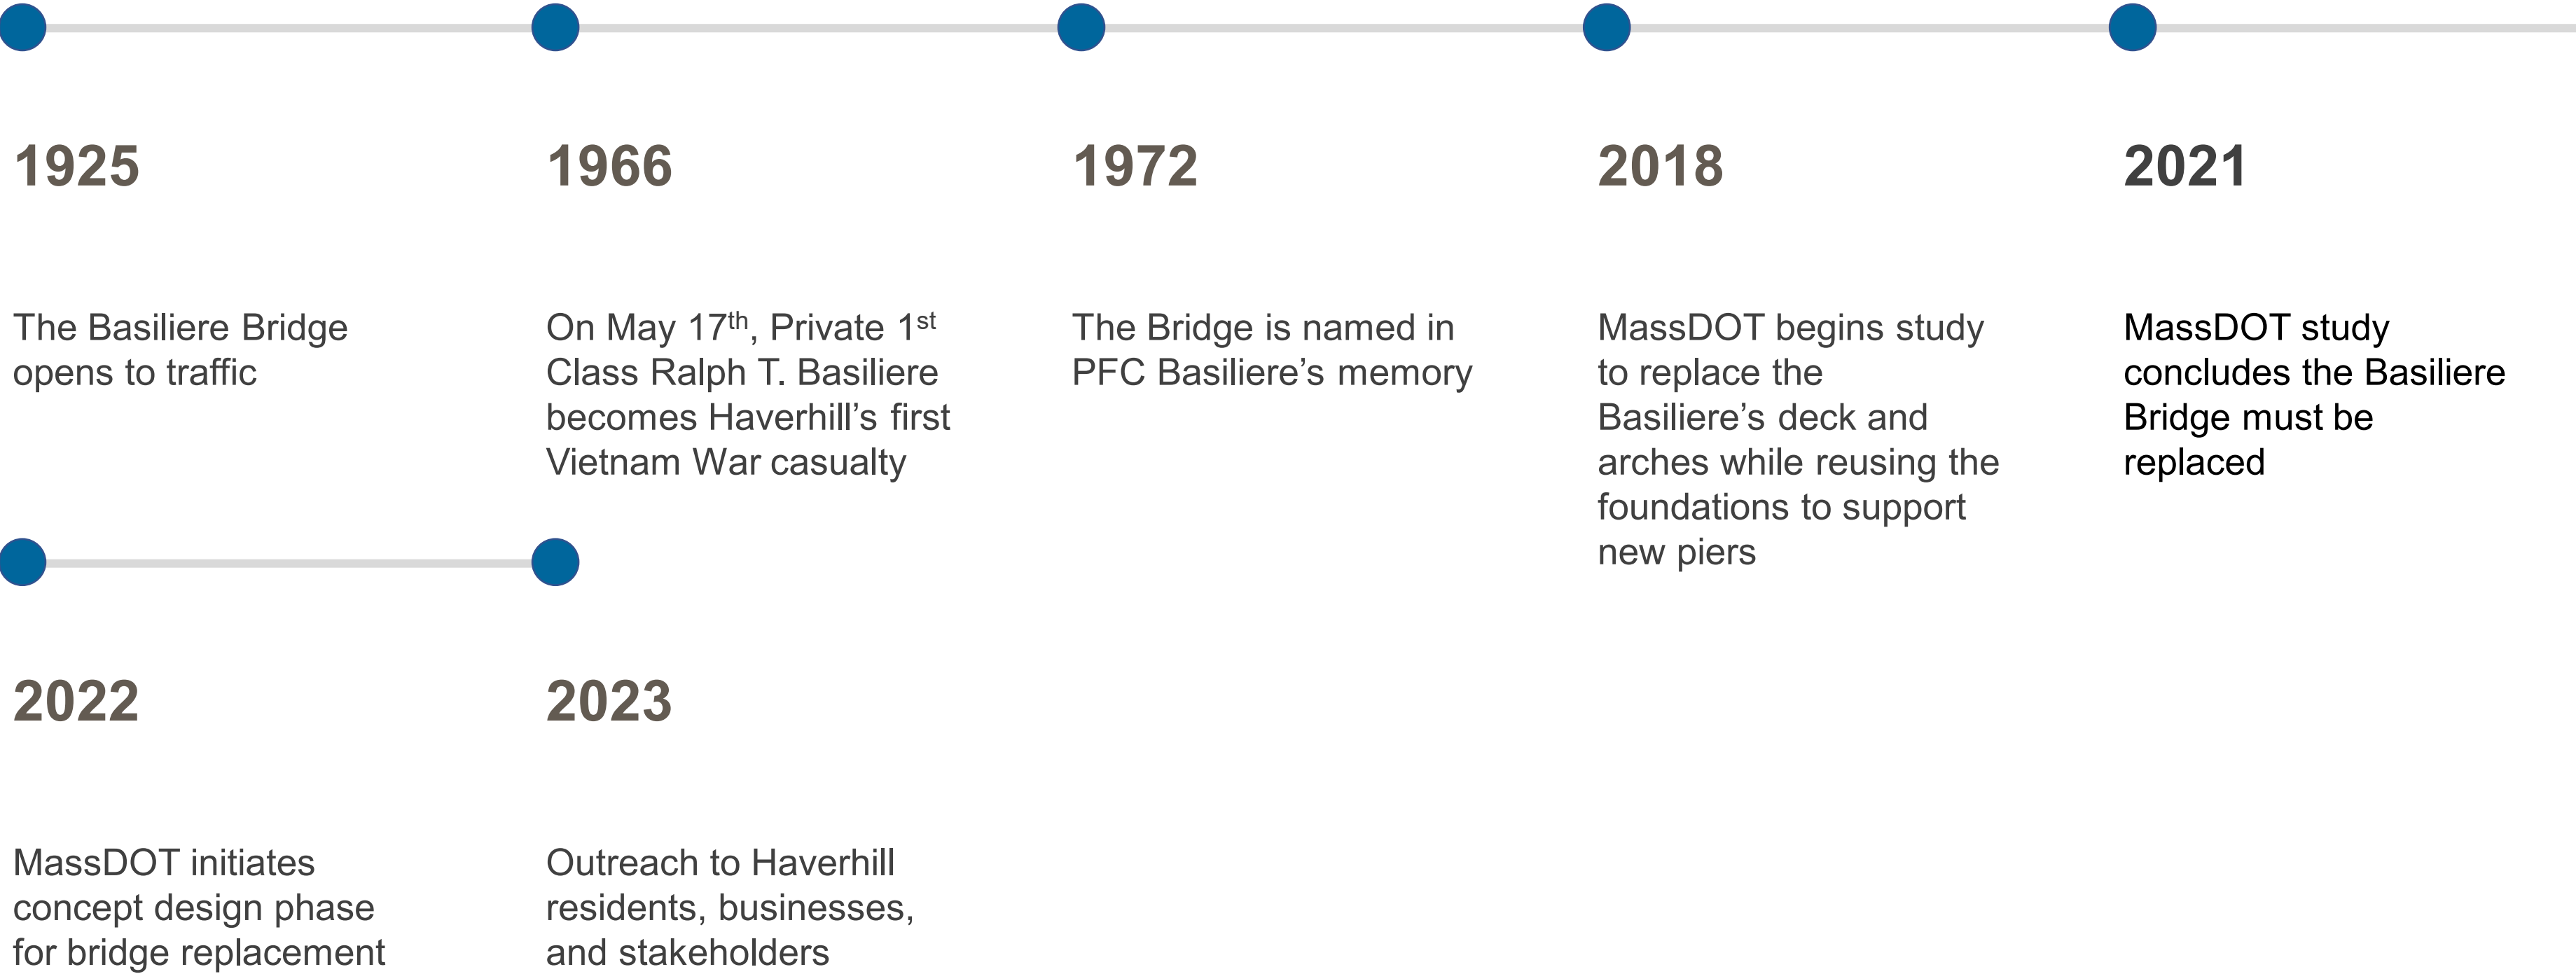 1925
The Basiliere Bridge
opens to traffic
1966
On May 17th, Private 1st
Class Ralph T. Basiliere
becomes Haverhill’s first
Vietnam War casualty
1972
The Bridge is named in
PFC Basiliere’s memory
2018
MassDOT begins study
to replace the
Basiliere’s deck and
arches while reusing the
foundations to support
new piers
2021
MassDOT study
concludes the Basiliere
Bridge must be
replaced
2022
MassDOT initiates
concept design phase
for bridge replacement
2023
Outreach to Haverhill
residents, businesses,
and stakeholders